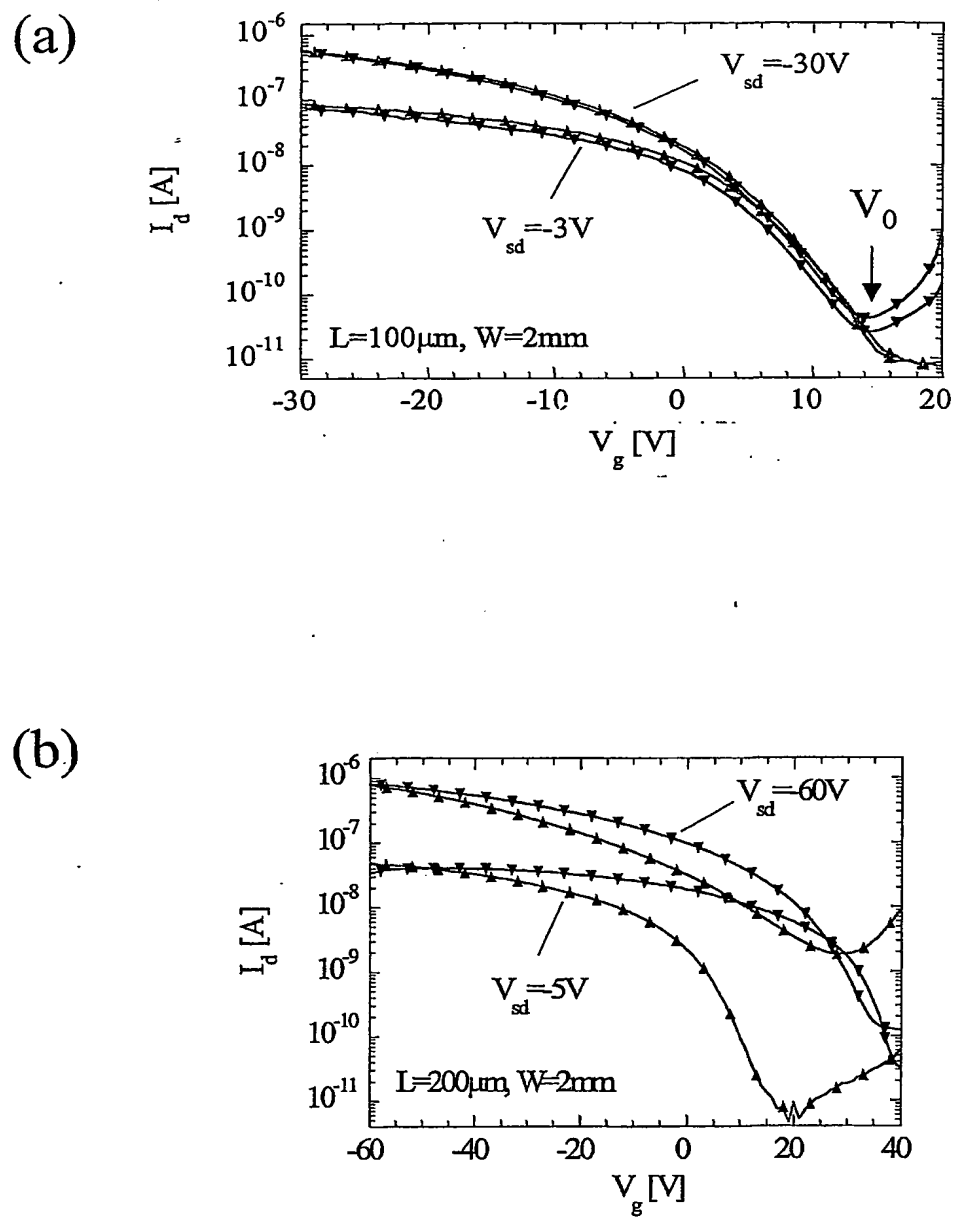 (a)
10^-6
10^-7
10^-8
10^-9
10^-10
10^-11
I_d [A]
V_sd=-30V
V_sd=-3V
V_0
L=100μm, W=2mm
-30 -20 -10 0 10 20
V_g [V]
(b)
10^-6
10^-7
10^-8
10^-9
10^-10
10^-11
I_d [A]
V_sd=-60V
V_sd=-5V
L=200μm, W=2mm
-60 -40 -20 0 20 40
V_g [V]